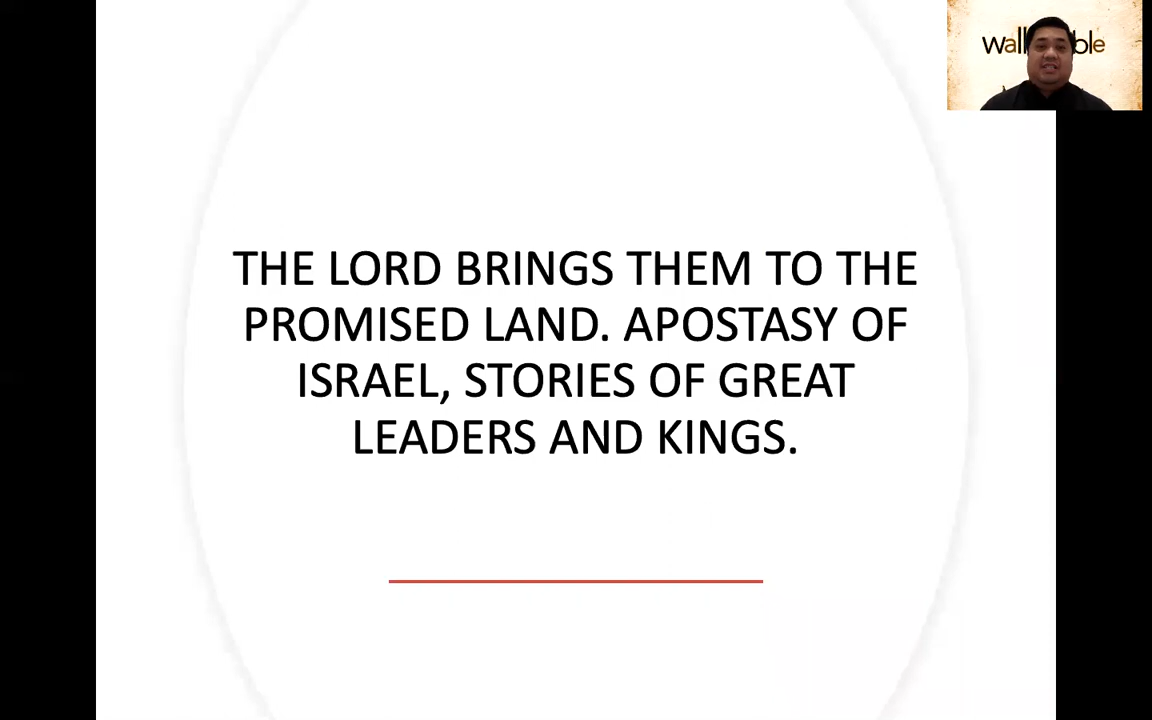 THE LORD BRINGS THEM TO THE
PROMISED LAND. APOSTASY OF
ISRAEL, STORIES OF GREAT
LEADERS AND KINGS.